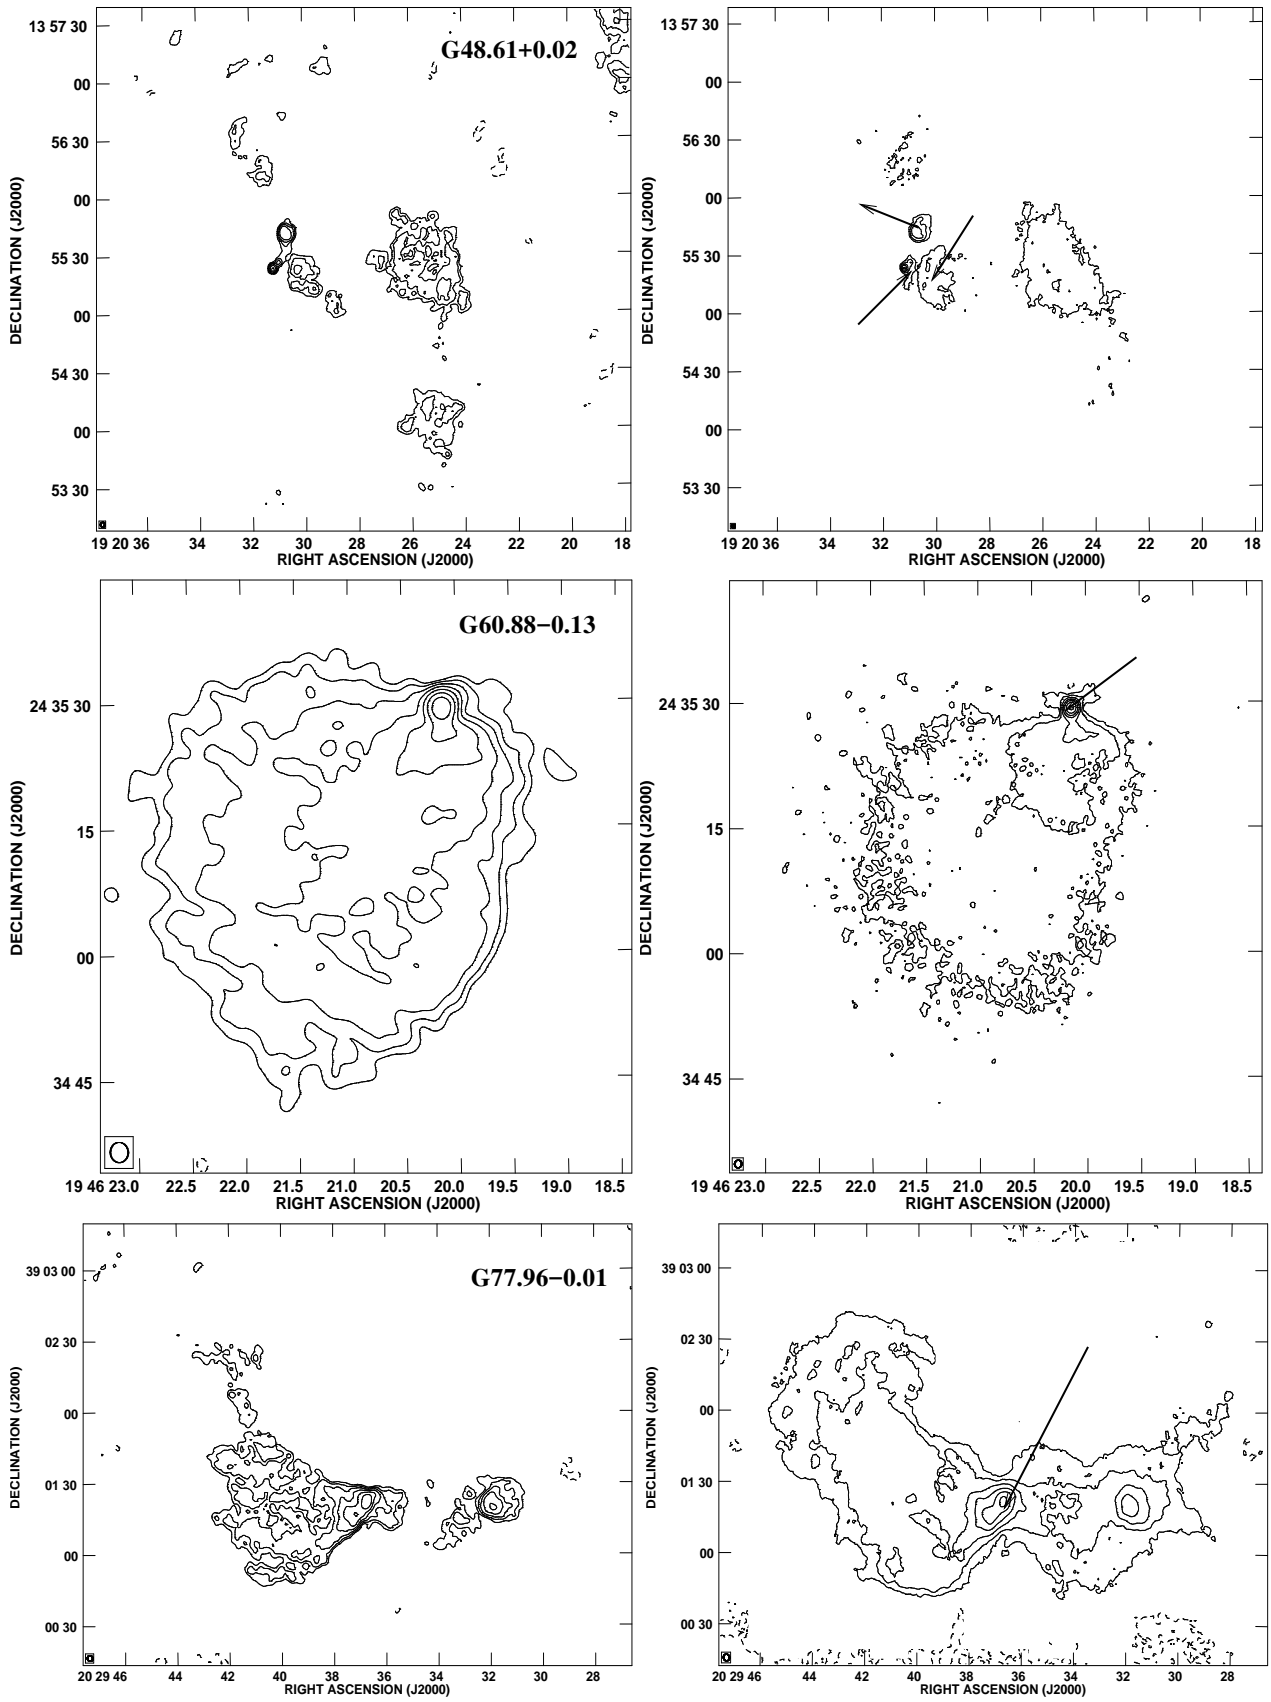 G48.61+0.02
13 57 30
00
56 30
00
55 30
00
54 30
00
53 30
DECLINATION (J2000)
19 20 36 34 32 30 28 26 24 22 20 18
RIGHT ASCENSION (J2000)
13 57 30
00
56 30
00
55 30
00
54 30
00
53 30
DECLINATION (J2000)
19 20 36 34 32 30 28 26 24 22 20 18
RIGHT ASCENSION (J2000)
G60.88−0.13
24 35 30
15
00
34 45
DECLINATION (J2000)
19 46 23.0 22.5 22.0 21.5 21.0 20.5 20.0 19.5 19.0 18.5
RIGHT ASCENSION (J2000)
24 35 30
15
00
34 45
DECLINATION (J2000)
19 46 23.0 22.5 22.0 21.5 21.0 20.5 20.0 19.5 19.0 18.5
RIGHT ASCENSION (J2000)
G77.96−0.01
39 03 00
02 30
00
01 30
00
00 30
DECLINATION (J2000)
20 29 46 44 42 40 38 36 34 32 30 28
RIGHT ASCENSION (J2000)
39 03 00
02 30
00
01 30
00
00 30
DECLINATION (J2000)
20 29 46 44 42 40 38 36 34 32 30 28
RIGHT ASCENSION (J2000)